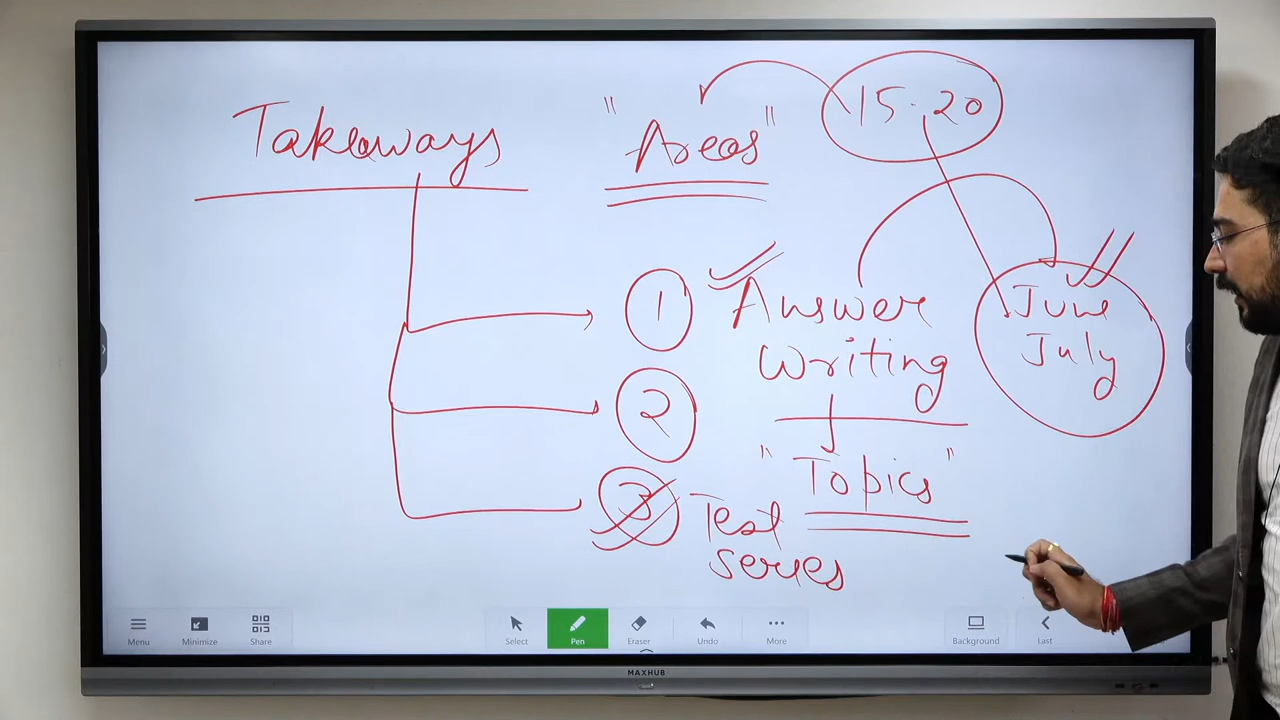 Takeaways
"Areas"
15-20
1 Answer
Writing
June
July
2
"Topics"
3 Test
series
Menu
Minimize
Share
Select
Pen
Eraser
Undo
More
Background
Last
MAXHUB